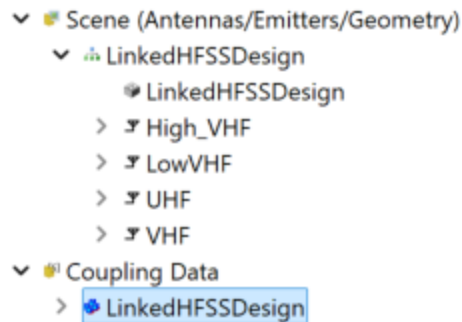 Scene (Antennas/Emitters/Geometry)
LinkedHFSSDesign
LinkedHFSSDesign
High_VHF
LowVHF
UHF
VHF
Coupling Data
LinkedHFSSDesign